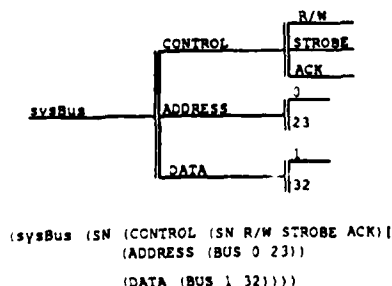 R/W
CONTROL STROBE
ACK
0
sysBus ADDRESS
23
1
DATA
32
(sysBus (SN (CONTROL (SN R/W STROBE ACK)[
(ADDRESS (BUS 0 23))
(DATA (BUS 1 32))))